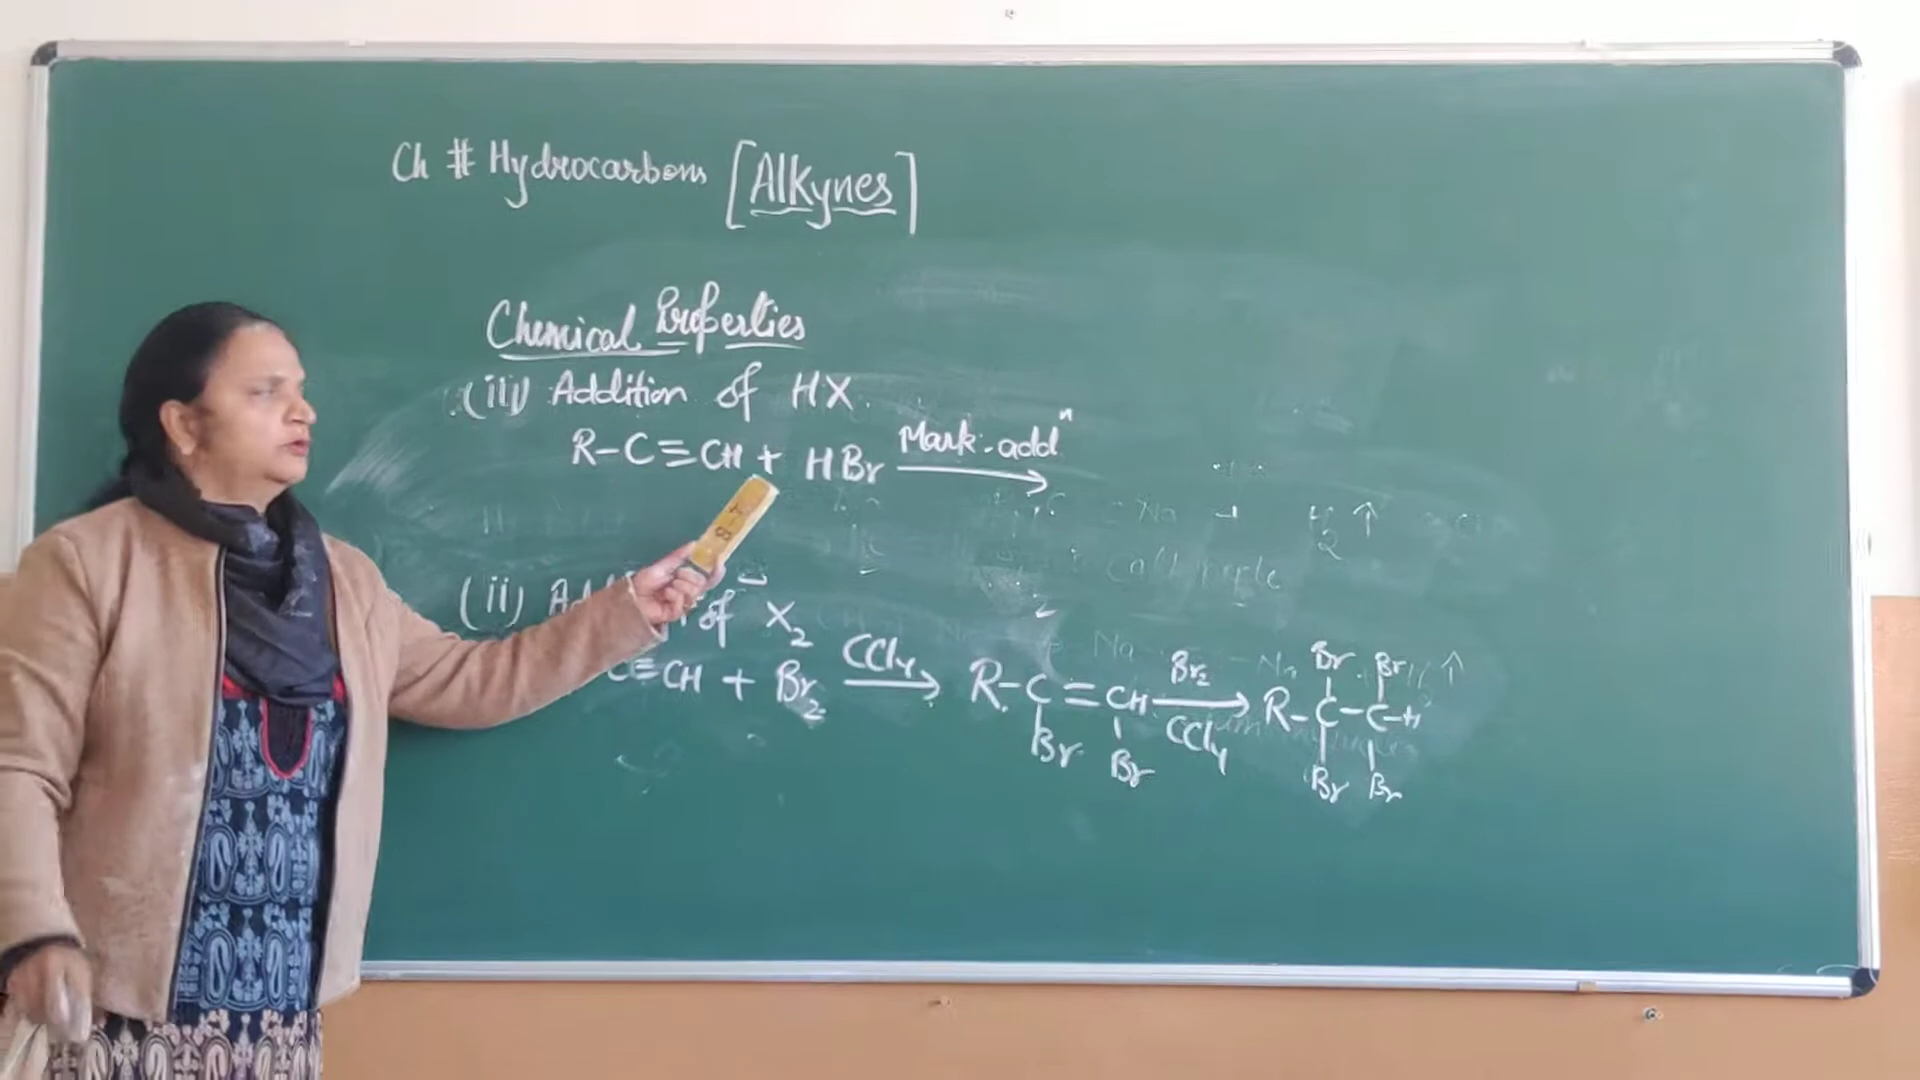 Ch # Hydrocarbons [Alkynes]
Chemical Properties
(iii) Addition of HX
R-C≡CH + HBr Mark. addⁿ →
(ii) Ad of X₂
C≡CH + Br₂ CCl₄ → R-C=CH Br₂ → CCl₄ R-C-C-H
Br Br
Br Br
Br Br